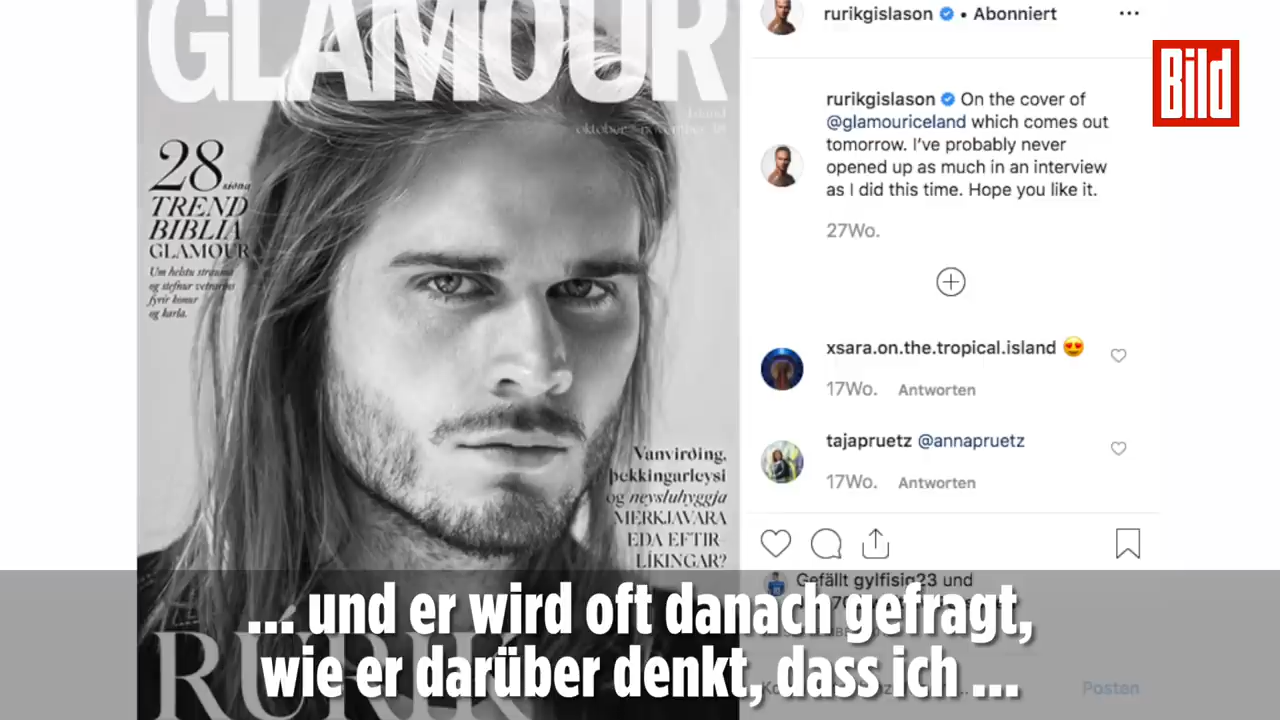 GLAMOUR
Ísland
október - nóvember '18
28 síðna
TREND
BIBLÍA
GLAMOUR
Um helstu strauma
og stefnur vetrarins
fyrir konur
og karla.
Vanvirðing,
þekkingarleysi
og neysluhyggja
MERKJAVARA
EÐA EFTIR-
LÍKINGAR?
RÚRIK
rurikgislason • Abonniert
Bild
rurikgislason On the cover of
@glamouriceland which comes out
tomorrow. I've probably never
opened up as much in an interview
as I did this time. Hope you like it.
27Wo.
xsara.on.the.tropical.island 😍
17Wo. Antworten
tajapruetz @annapruetz
17Wo. Antworten
Gefällt gylfisig23 und
Posten
... und er wird oft danach gefragt,
wie er darüber denkt, dass ich ...